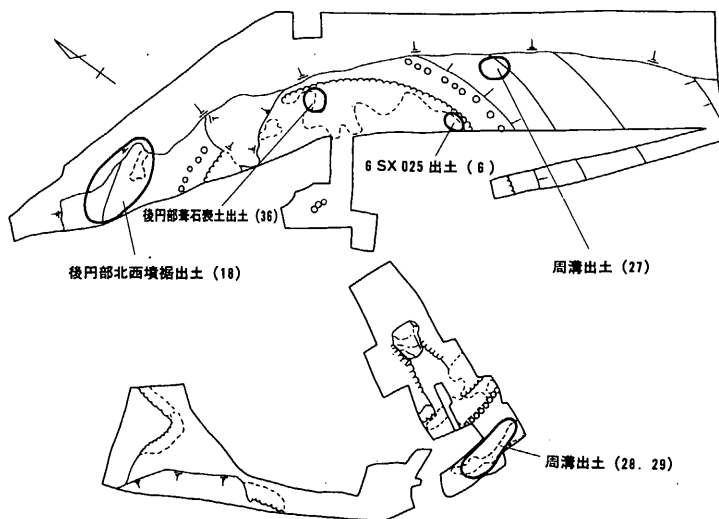 6 SX 025 出土 (6)
後円部葺石表土出土 (36)
後円部北西墳裾出土 (18)
周溝出土 (27)
周溝出土 (28. 29)